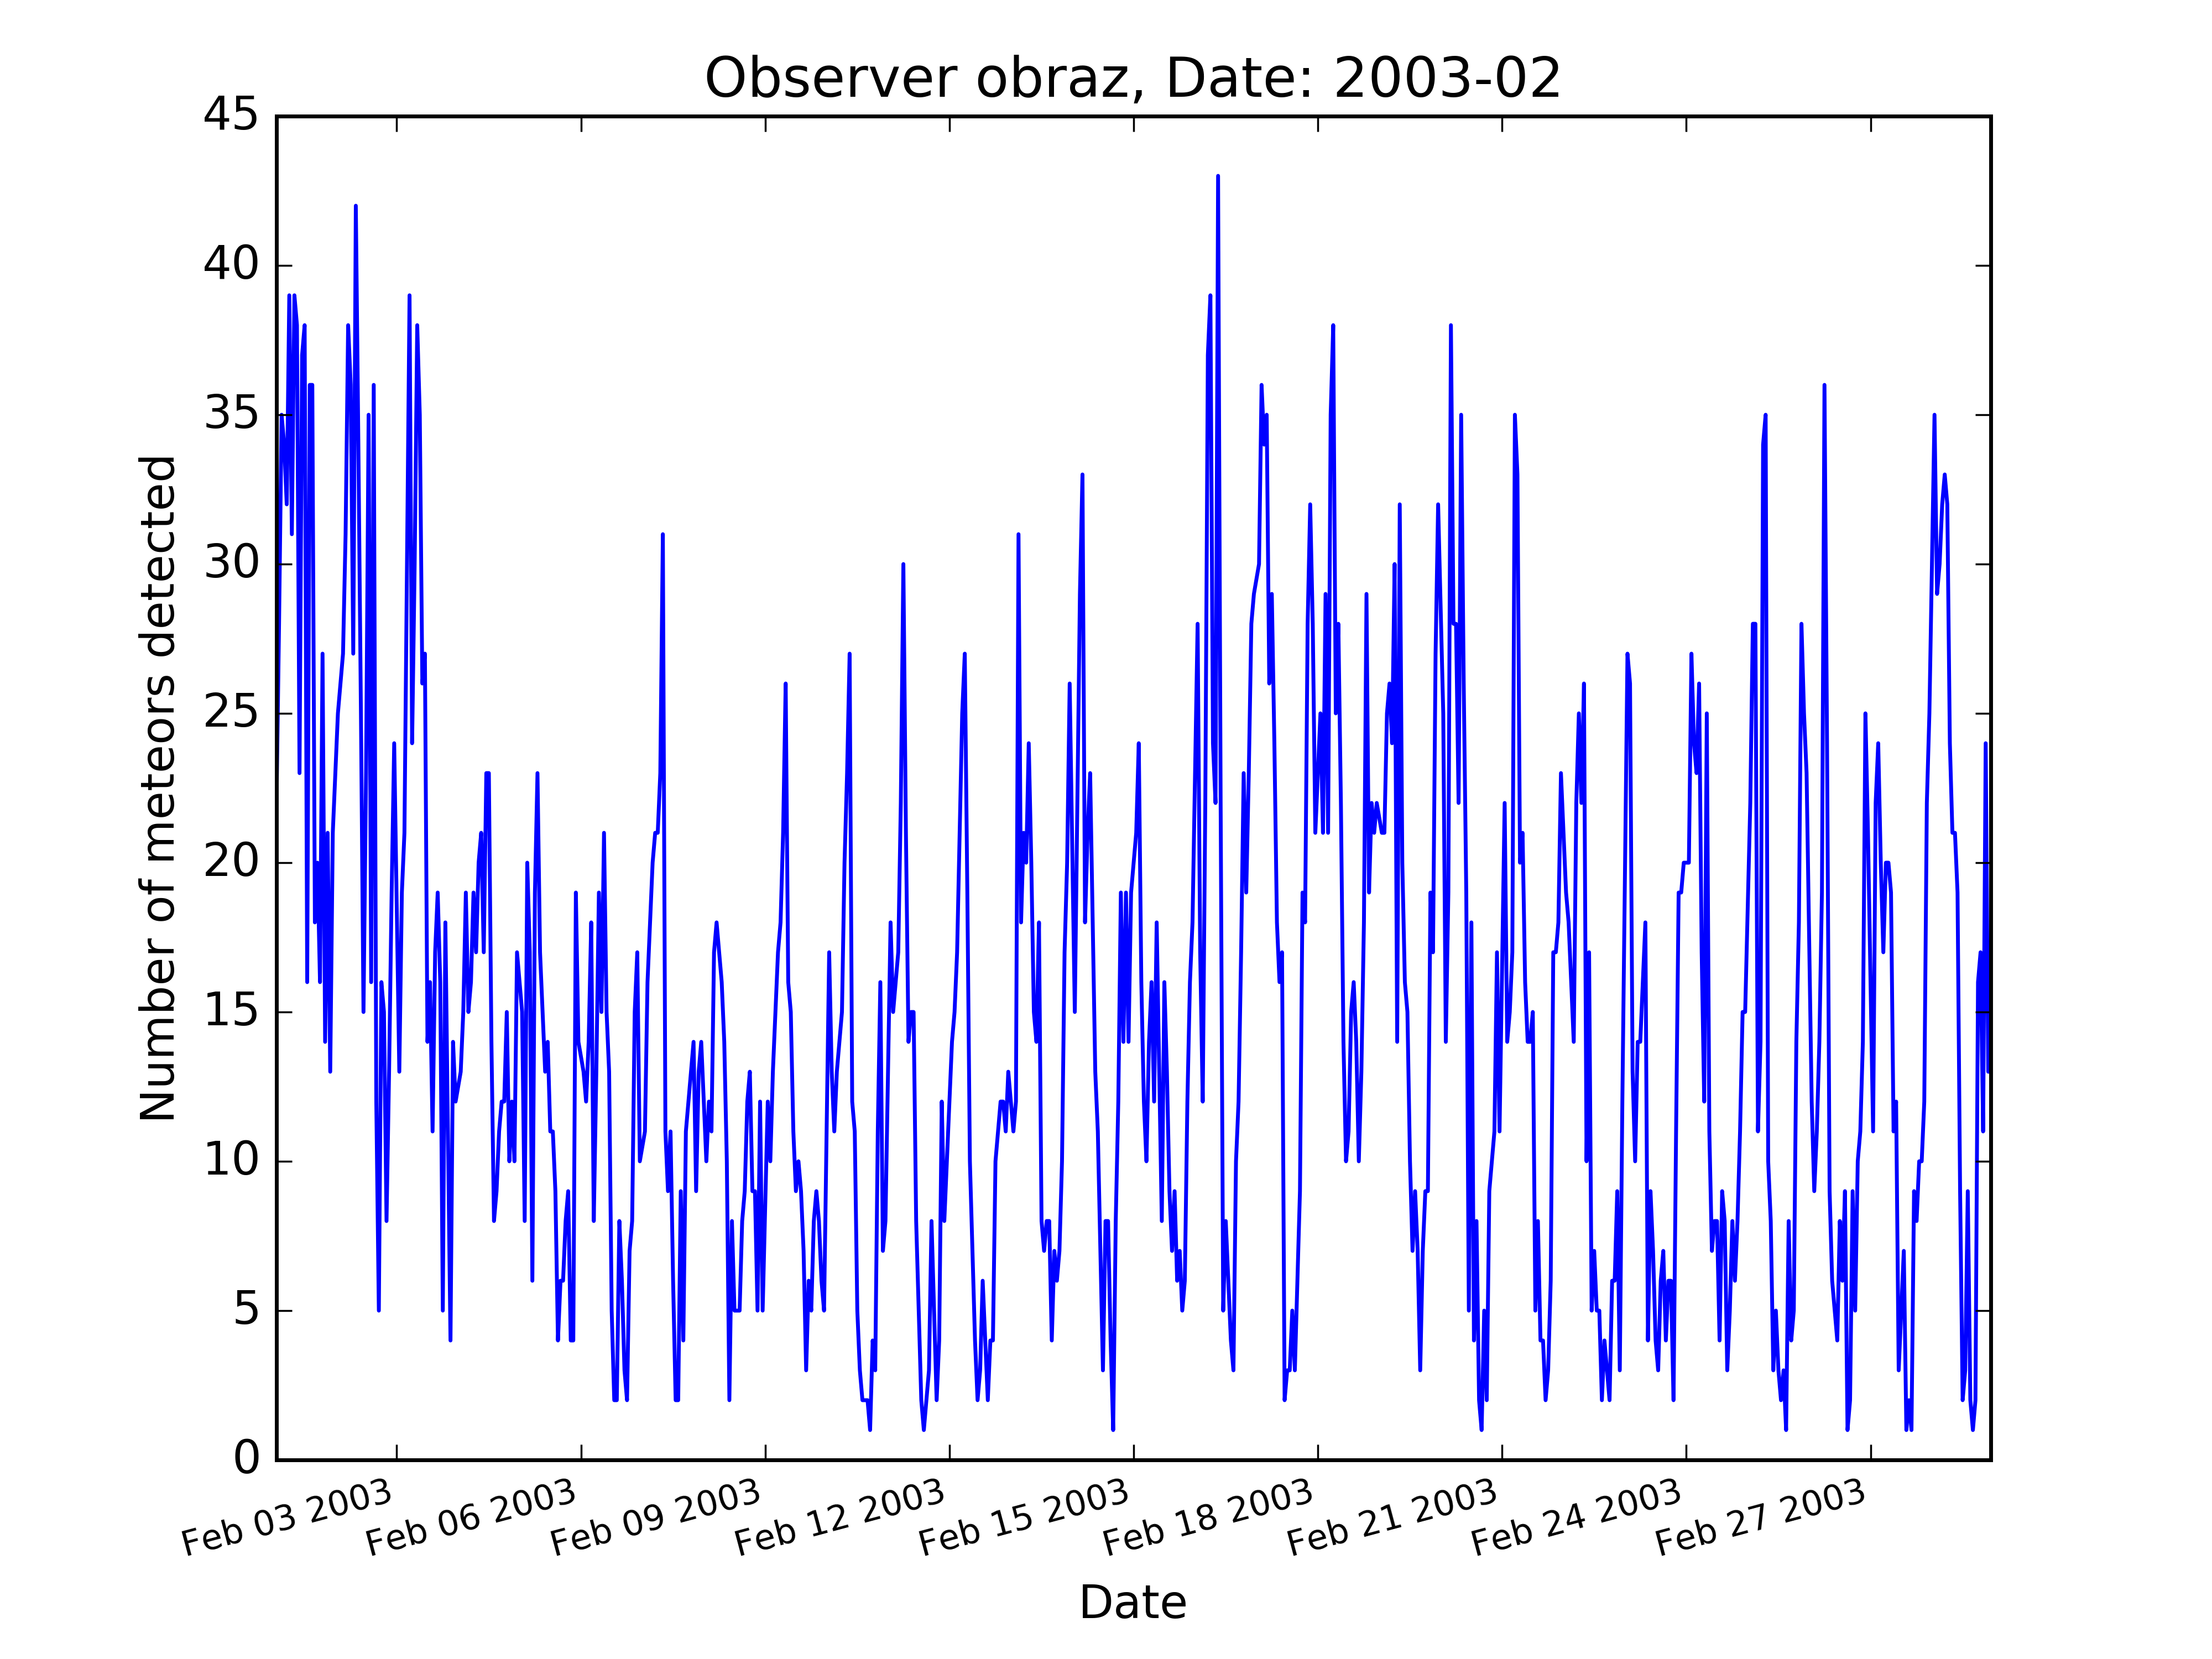 Observer obraz, Date: 2003-02
45
40
35
30
25
20
15
10
5
0
Number of meteors detected
Feb 03 2003
Feb 06 2003
Feb 09 2003
Feb 12 2003
Feb 15 2003
Feb 18 2003
Feb 21 2003
Feb 24 2003
Feb 27 2003
Date